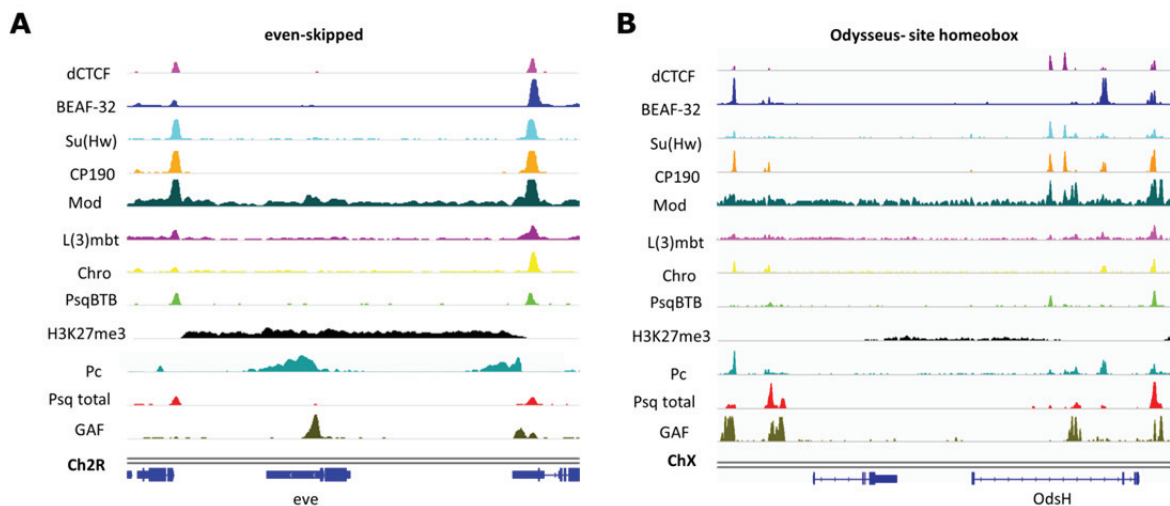 A
even-skipped
dCTCF
BEAF-32
Su(Hw)
CP190
Mod
L(3)mbt
Chro
PsqBTB
H3K27me3
Pc
Psq total
GAF
Ch2R
eve
B
Odysseus- site homeobox
dCTCF
BEAF-32
Su(Hw)
CP190
Mod
L(3)mbt
Chro
PsqBTB
H3K27me3
Pc
Psq total
GAF
ChX
OdsH